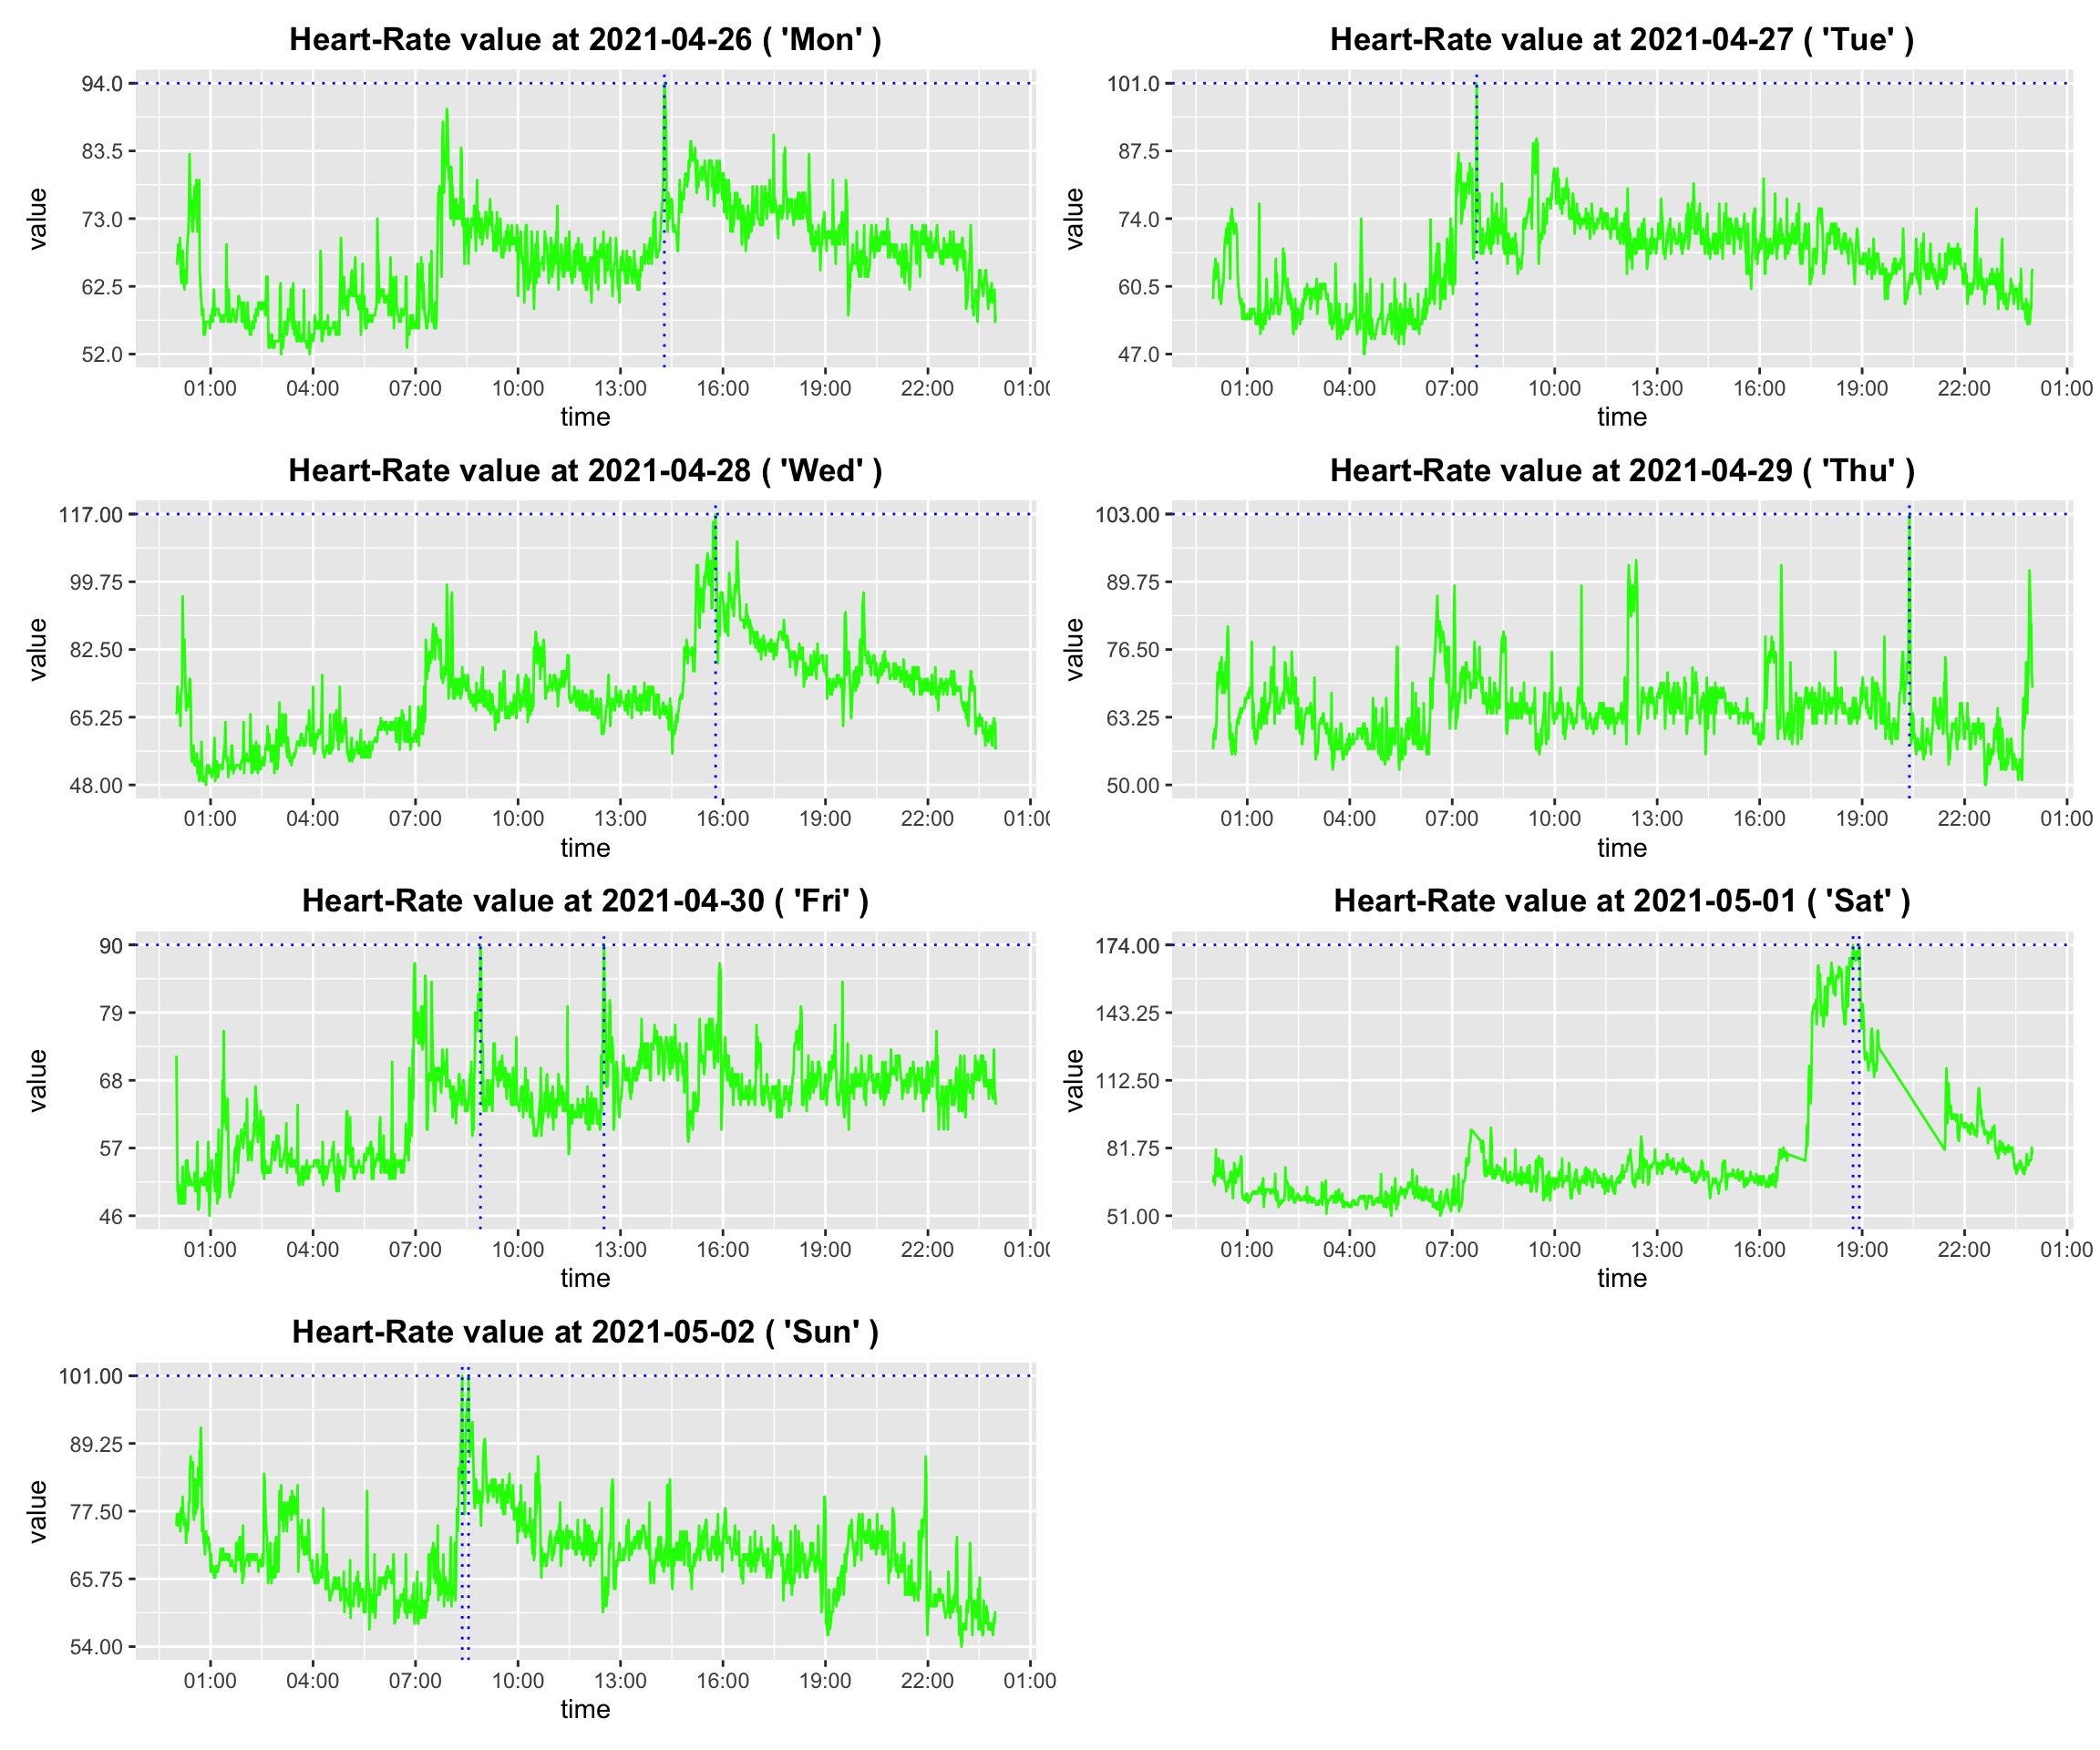 Heart-Rate value at 2021-04-26 ( 'Mon' )
94.0
83.5
73.0
62.5
52.0
value
01:00 04:00 07:00 10:00 13:00 16:00 19:00 22:00 01:0
time
Heart-Rate value at 2021-04-27 ( 'Tue' )
101.0
87.5
74.0
60.5
47.0
value
01:00 04:00 07:00 10:00 13:00 16:00 19:00 22:00 01:00
time
Heart-Rate value at 2021-04-28 ( 'Wed' )
117.00
99.75
82.50
65.25
48.00
value
01:00 04:00 07:00 10:00 13:00 16:00 19:00 22:00 01:0
time
Heart-Rate value at 2021-04-29 ( 'Thu' )
103.00
89.75
76.50
63.25
50.00
value
01:00 04:00 07:00 10:00 13:00 16:00 19:00 22:00 01:00
time
Heart-Rate value at 2021-04-30 ( 'Fri' )
90
79
68
57
46
value
01:00 04:00 07:00 10:00 13:00 16:00 19:00 22:00 01:0
time
Heart-Rate value at 2021-05-01 ( 'Sat' )
174.00
143.25
112.50
81.75
51.00
value
01:00 04:00 07:00 10:00 13:00 16:00 19:00 22:00 01:00
time
Heart-Rate value at 2021-05-02 ( 'Sun' )
101.00
89.25
77.50
65.75
54.00
value
01:00 04:00 07:00 10:00 13:00 16:00 19:00 22:00 01:00
time